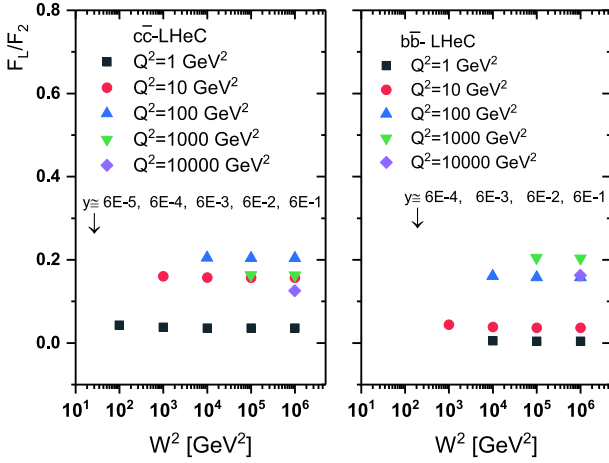 F_L/F_2
0.8
0.6
0.4
0.2
0.0
cc̄-LHeC
Q²=1 GeV²
Q²=10 GeV²
Q²=100 GeV²
Q²=1000 GeV²
Q²=10000 GeV²
y≅ 6E-5, 6E-4, 6E-3, 6E-2, 6E-1
10¹ 10² 10³ 10⁴ 10⁵ 10⁶
W² [GeV²]
bb̄- LHeC
Q²=1 GeV²
Q²=10 GeV²
Q²=100 GeV²
Q²=1000 GeV²
Q²=10000 GeV²
y≅ 6E-4, 6E-3, 6E-2, 6E-1
10¹ 10² 10³ 10⁴ 10⁵ 10⁶
W² [GeV²]